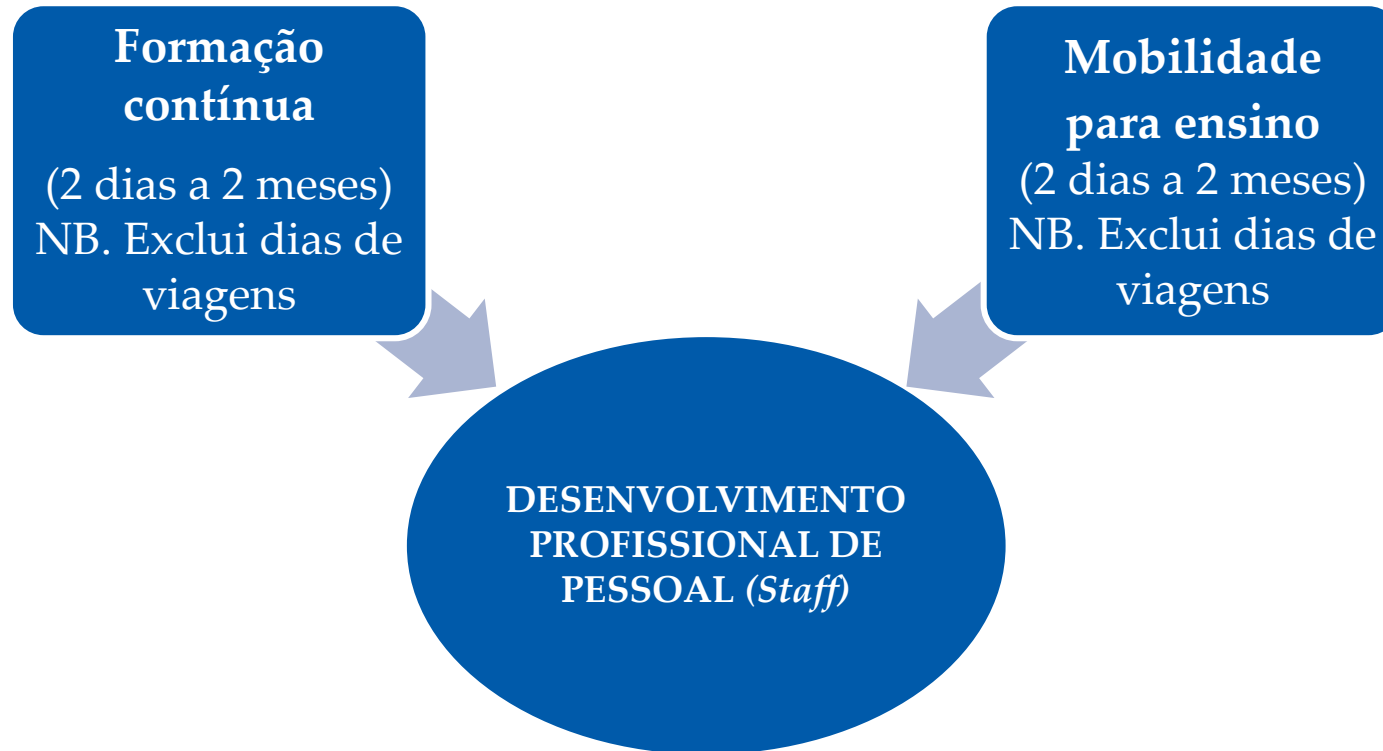 Formação
contínua
(2 dias a 2 meses)
NB. Exclui dias de
viagens
Mobilidade
para ensino
(2 dias a 2 meses)
NB. Exclui dias de
viagens
DESENVOLVIMENTO
PROFISSIONAL DE
PESSOAL (Staff)